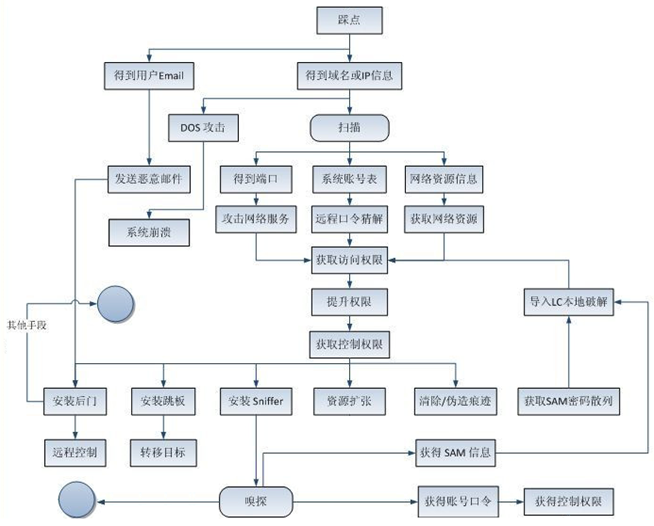 踩点
得到用户Email
得到域名或IP信息
DOS 攻击
扫描
发送恶意邮件
得到端口
系统账号表
网络资源信息
系统崩溃
攻击网络服务
远程口令猜解
获取网络资源
获取访问权限
提升权限
导入LC本地破解
其他手段
获取控制权限
安装后门
安装跳板
安装 Sniffer
资源扩张
清除/伪造痕迹
获取SAM密码散列
远程控制
转移目标
获得 SAM 信息
嗅探
获得账号口令
获得控制权限